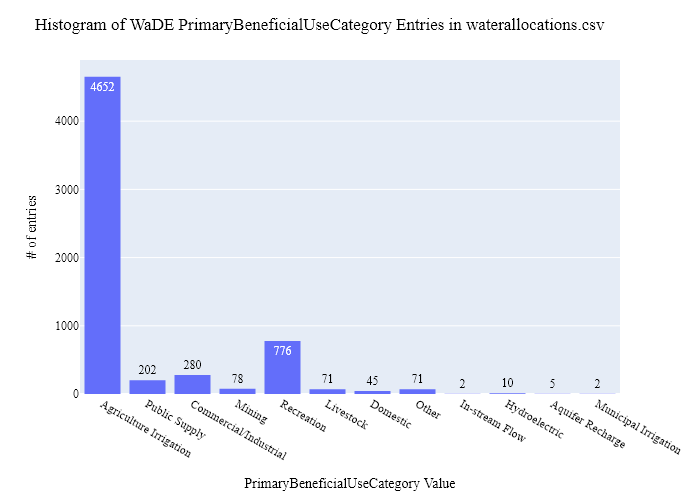 Histogram of WaDE PrimaryBeneficialUseCategory Entries in waterallocations.csv
# of entries
4000
3000
2000
1000
0
4652
202
280
78
776
71
45
71
2
10
5
2
Agriculture Irrigation
Public Supply
Commercial/Industrial
Mining
Recreation
Livestock
Domestic
Other
In-stream Flow
Hydroelectric
Aquifer Recharge
Municipal Irrigation
PrimaryBeneficialUseCategory Value